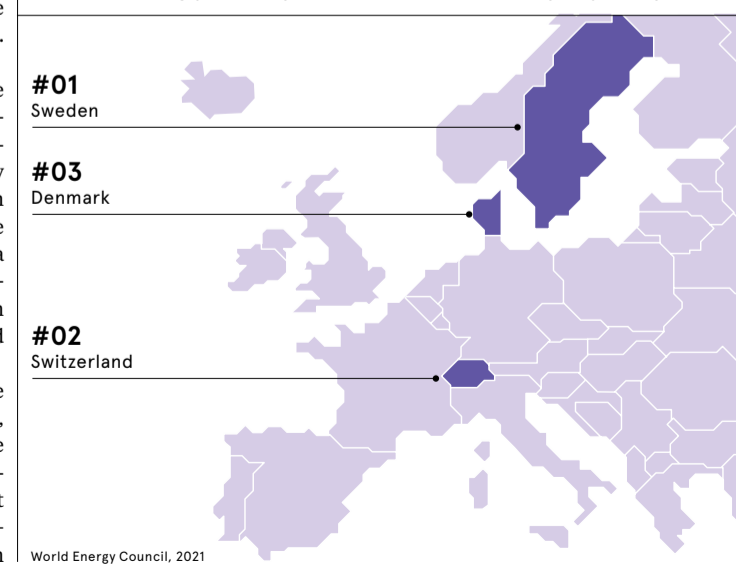 #01
Sweden
#03
Denmark
#02
Switzerland
World Energy Council, 2021